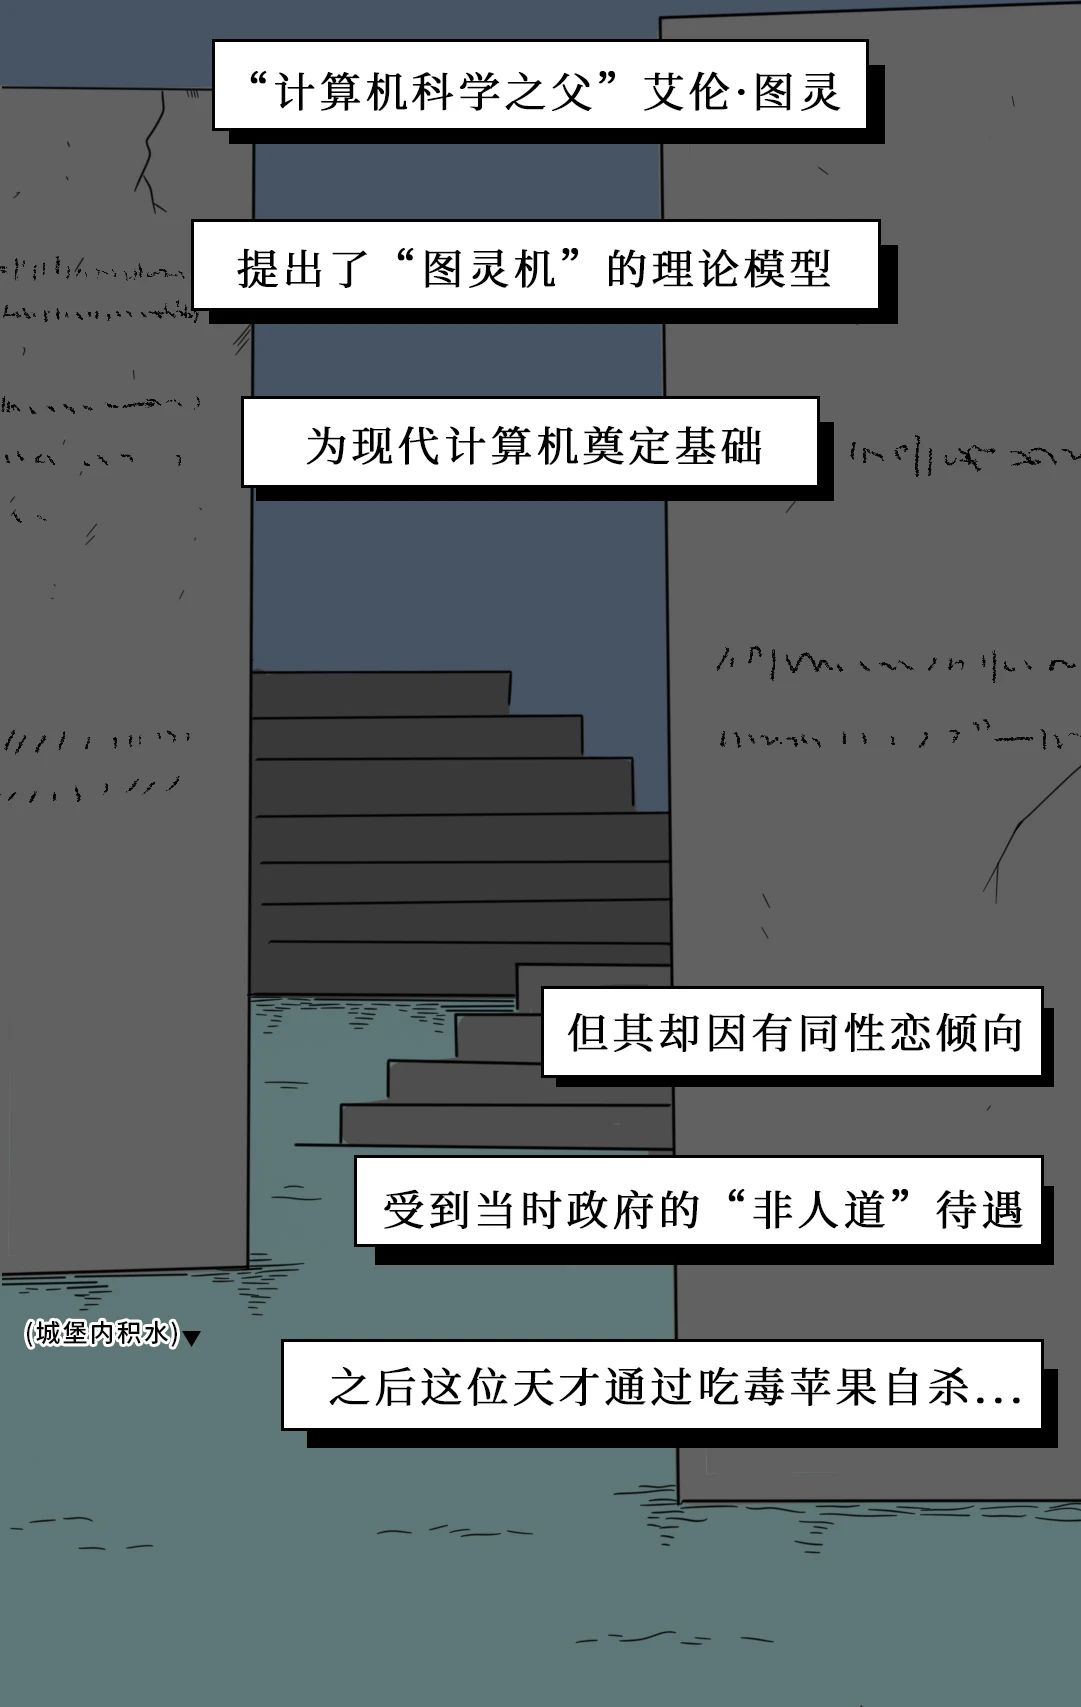 “计算机科学之父”艾伦·图灵
提出了“图灵机”的理论模型
为现代计算机奠定基础
但其却因有同性恋倾向
受到当时政府的“非人道”待遇
(城堡内积水)▼
之后这位天才通过吃毒苹果自杀...